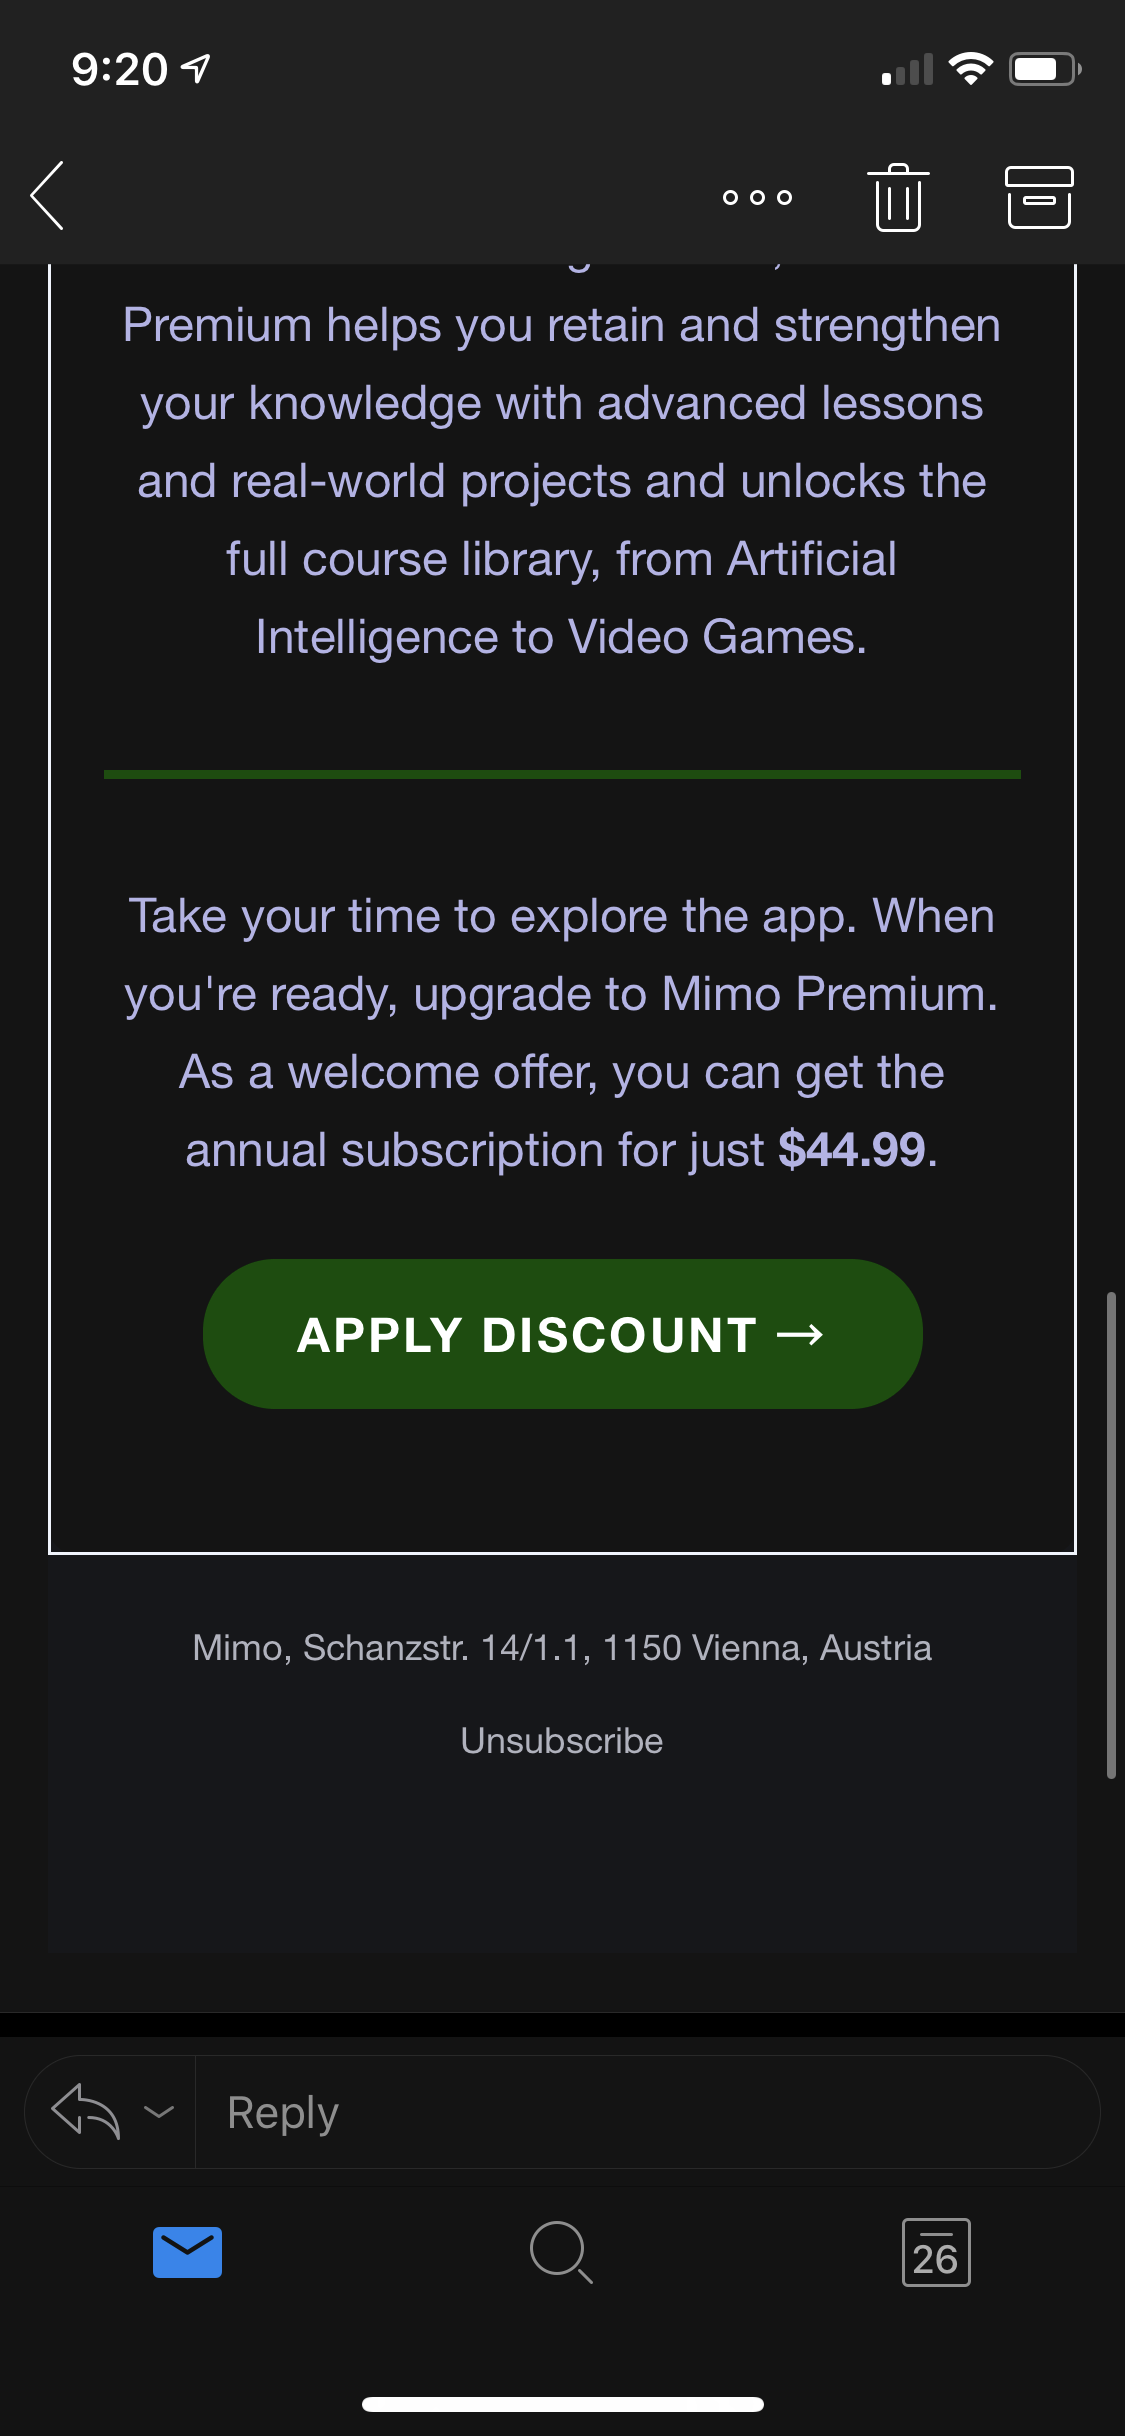 9:20
Premium helps you retain and strengthen
your knowledge with advanced lessons
and real-world projects and unlocks the
full course library, from Artificial
Intelligence to Video Games.
Take your time to explore the app. When
you're ready, upgrade to Mimo Premium.
As a welcome offer, you can get the
annual subscription for just $44.99.
APPLY DISCOUNT →
Mimo, Schanzstr. 14/1.1, 1150 Vienna, Austria
Unsubscribe
Reply
26